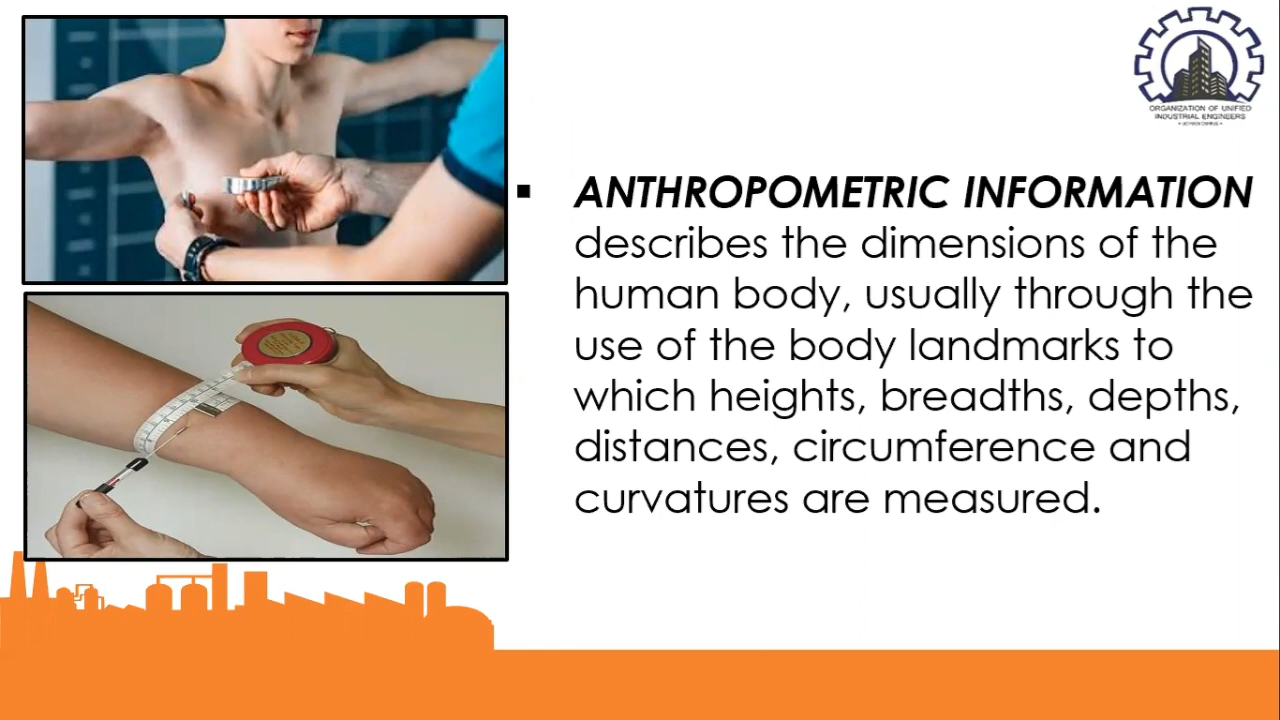 ORGANIZATION OF UNIFIED
INDUSTRIAL ENGINEERS
▪ ANTHROPOMETRIC INFORMATION
describes the dimensions of the
human body, usually through the
use of the body landmarks to
which heights, breadths, depths,
distances, circumference and
curvatures are measured.